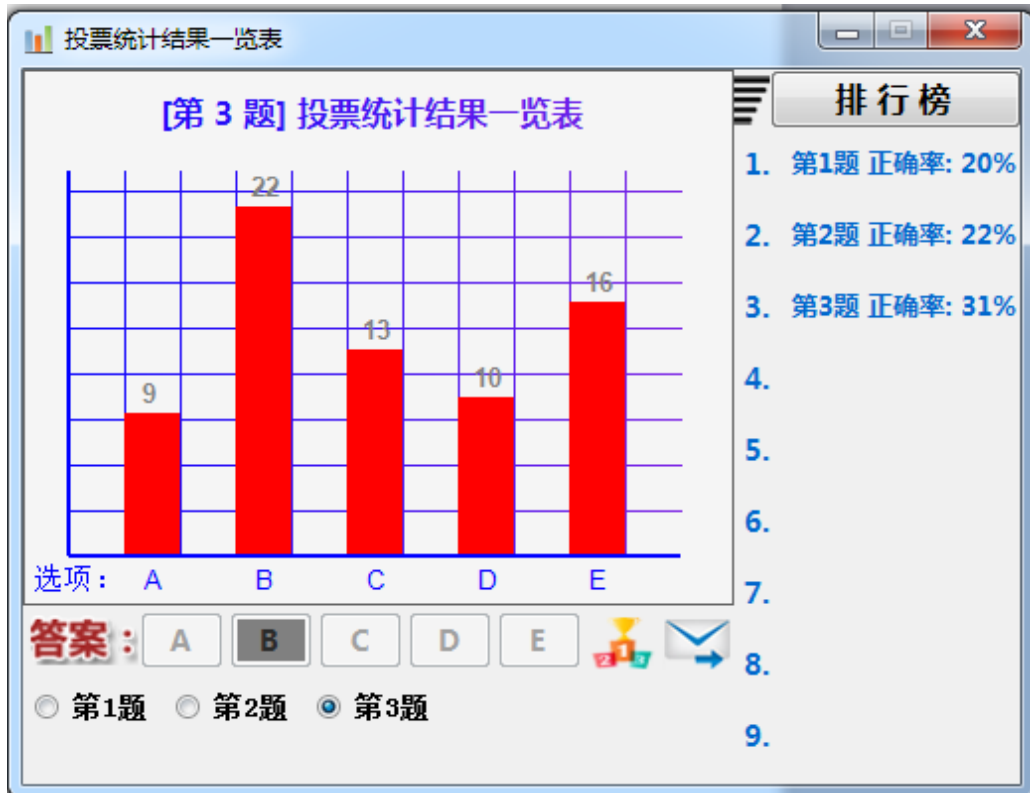 投票统计结果一览表
[第 3 题] 投票统计结果一览表
22
16
13
10
9
选项: A B C D E
答案: A B C D E
第1题 第2题 第3题
排行榜
1. 第1题 正确率: 20%
2. 第2题 正确率: 22%
3. 第3题 正确率: 31%
4.
5.
6.
7.
8.
9.